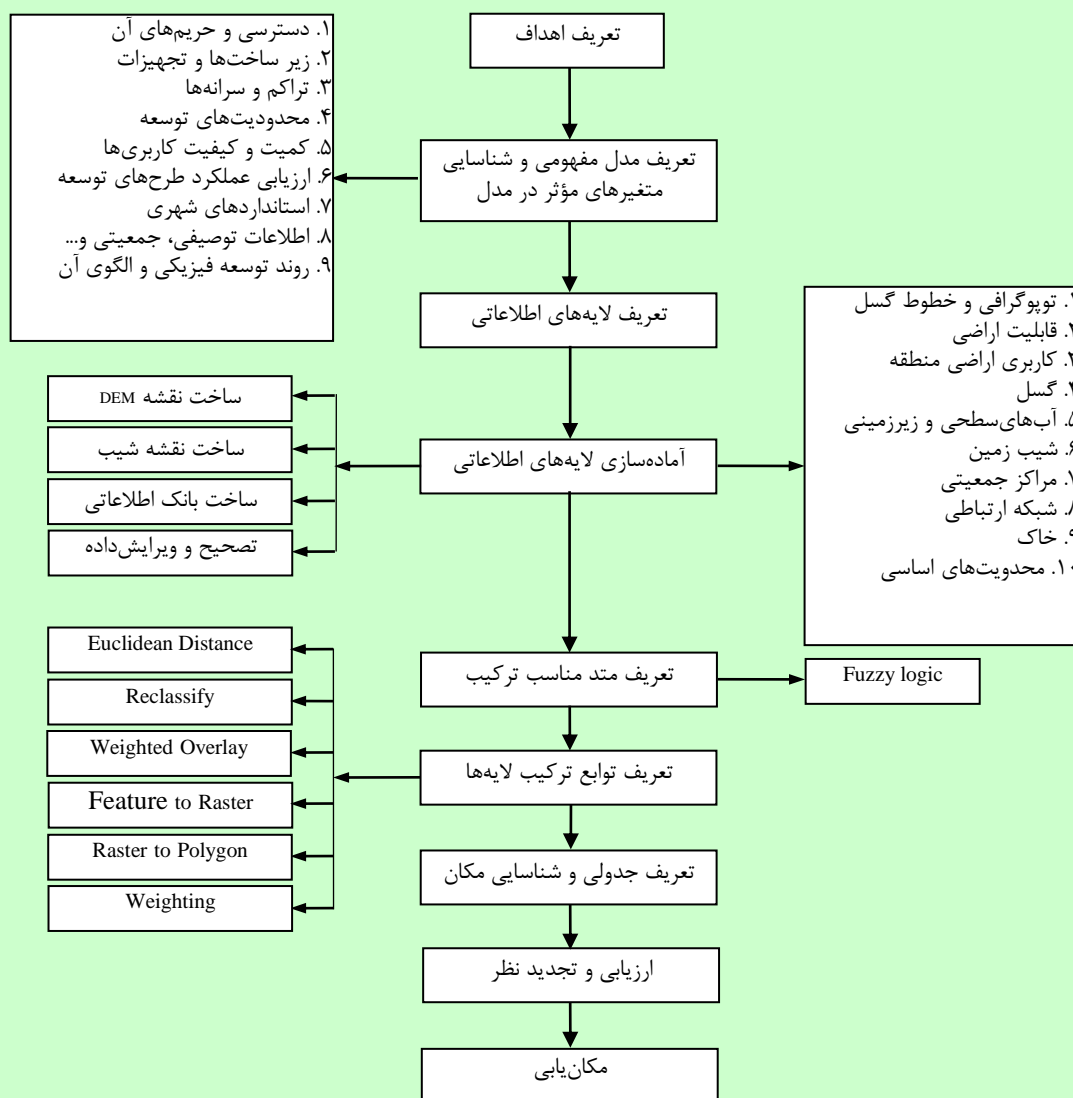 تعریف اهداف
۱. دسترسی و حریم‌های آن
۲. زیر ساخت‌ها و تجهیزات
۳. تراکم و سرانه‌ها
۴. محدودیت‌های توسعه
۵. کمیت و کیفیت کاربری‌ها
۶. ارزیابی عملکرد طرح‌های توسعه
۷. استانداردهای شهری
۸. اطلاعات توصیفی، جمعیتی و...
۹. روند توسعه فیزیکی و الگوی آن
تعریف مدل مفهومی و شناسایی
متغیرهای مؤثر در مدل
تعریف لایه‌های اطلاعاتی
آماده‌سازی لایه‌های اطلاعاتی
. توپوگرافی و خطوط گسل
. قابلیت اراضی
. کاربری اراضی منطقه
. گسل
۵. آب‌های‌سطحی و زیرزمینی
۶. شیب زمین
۷. مراکز جمعیتی
۸. شبکه ارتباطی
۹. خاک
۱۰. محدویت‌های اساسی
ساخت نقشه DEM
ساخت نقشه شیب
ساخت بانک اطلاعاتی
تصحیح و ویرایش‌داده
تعریف متد مناسب ترکیب
Fuzzy logic
تعریف توابع ترکیب لایه‌ها
Euclidean Distance
Reclassify
Weighted Overlay
Feature to Raster
Raster to Polygon
Weighting
تعریف جدولی و شناسایی مکان
ارزیابی و تجدید نظر
مکان‌یابی